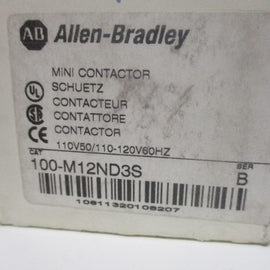 AB Allen-Bradley
MINI CONTACTOR
SCHUETZ
CONTACTEUR
CONTATTORE
CONTACTOR
CAT 110V50/110-120V60HZ SER
100-M12ND3S B
10811320108207